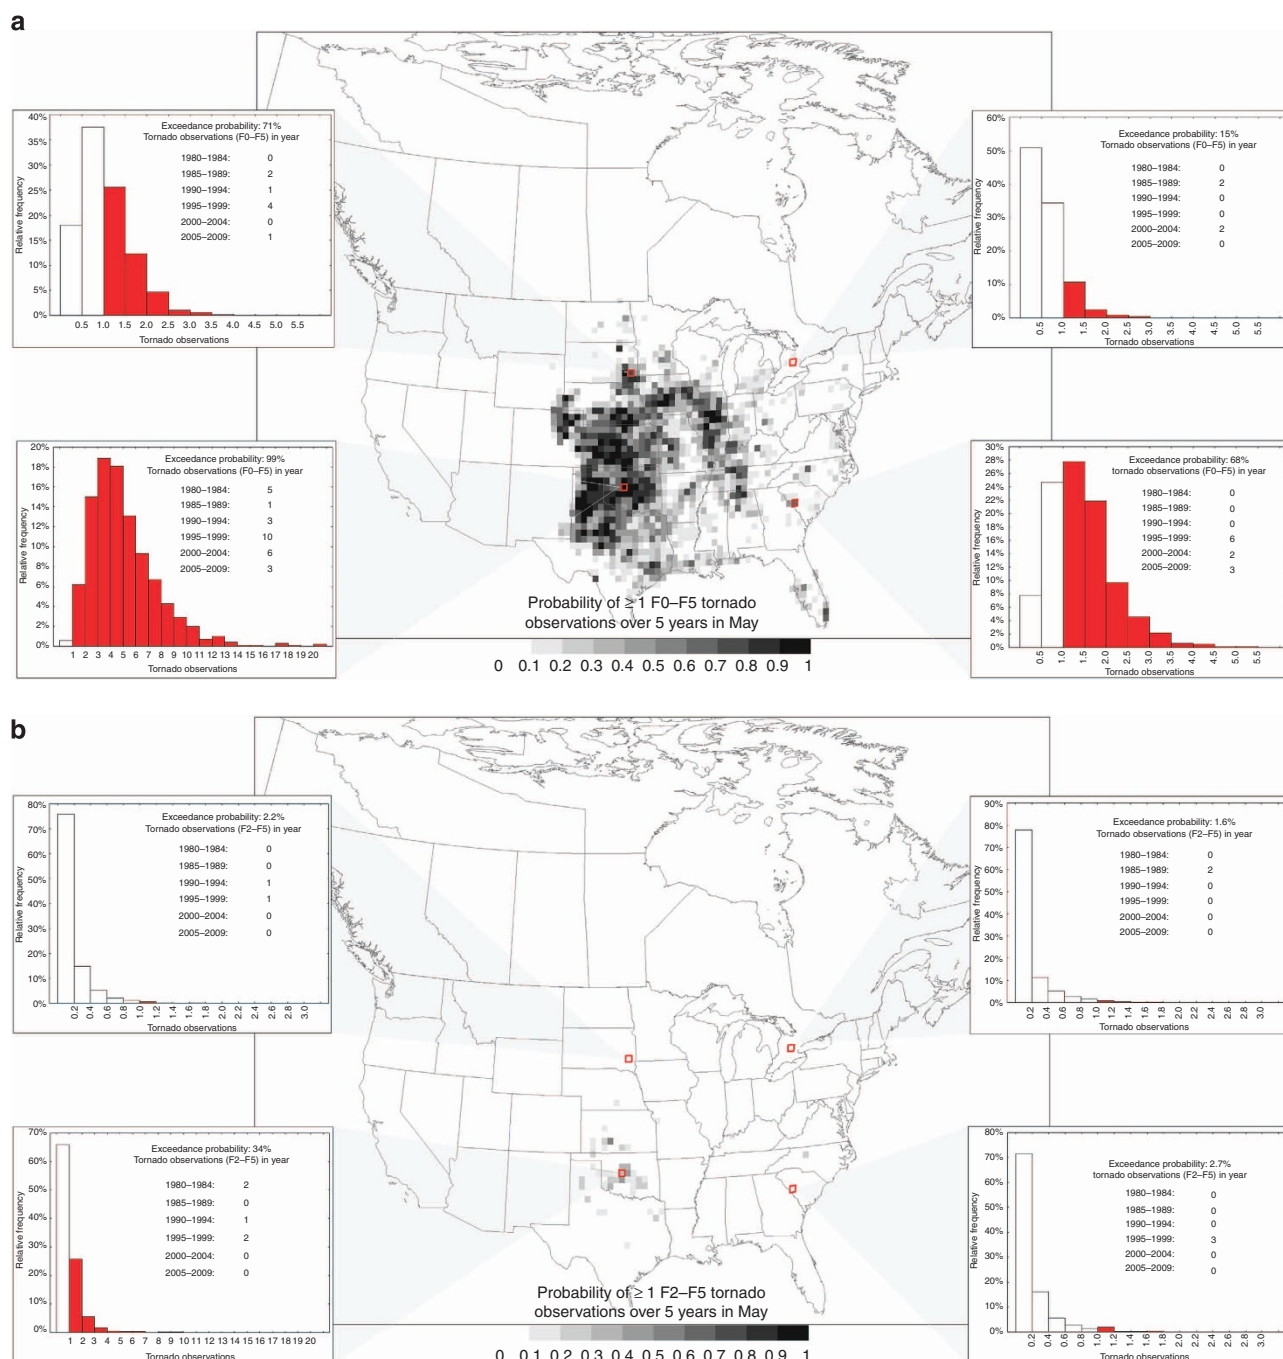 a
40%
35%
30%
25%
20%
15%
10%
5%
0%
Relative frequency
Exceedance probability: 71%
Tornado observations (F0–F5) in year
1980–1984: 0
1985–1989: 2
1990–1994: 1
1995–1999: 4
2000–2004: 0
2005–2009: 1
0.5 1.0 1.5 2.0 2.5 3.0 3.5 4.0 4.5 5.0 5.5
Tornado observations
60%
50%
40%
30%
20%
10%
0%
Relative frequency
Exceedance probability: 15%
Tornado observations (F0–F5) in year
1980–1984: 0
1985–1989: 2
1990–1994: 0
1995–1999: 0
2000–2004: 2
2005–2009: 0
0.5 1.0 1.5 2.0 2.5 3.0 3.5 4.0 4.5 5.0 5.5
Tornado observations
20%
18%
16%
14%
12%
10%
8%
6%
4%
2%
0%
Relative frequency
Exceedance probability: 99%
Tornado observations (F0–F5) in year
1980–1984: 5
1985–1989: 1
1990–1994: 3
1995–1999: 10
2000–2004: 6
2005–2009: 3
1 2 3 4 5 6 7 8 9 10 11 12 13 14 15 16 17 18 19 20
Tornado observations
30%
28%
26%
24%
22%
20%
18%
16%
14%
12%
10%
8%
6%
4%
2%
0%
Relative frequency
Exceedance probability: 68%
tornado observations (F0–F5) in year
1980–1984: 0
1985–1989: 0
1990–1994: 0
1995–1999: 6
2000–2004: 2
2005–2009: 3
0.5 1.0 1.5 2.0 2.5 3.0 3.5 4.0 4.5 5.0 5.5
Tornado observations
Probability of ≥ 1 F0–F5 tornado
observations over 5 years in May
0 0.1 0.2 0.3 0.4 0.5 0.6 0.7 0.8 0.9 1
b
80%
70%
60%
50%
40%
30%
20%
10%
0%
Relative frequency
Exceedance probability: 2.2%
Tornado observations (F2–F5) in year
1980–1984: 0
1985–1989: 0
1990–1994: 1
1995–1999: 1
2000–2004: 0
2005–2009: 0
0.2 0.4 0.6 0.8 1.0 1.2 1.4 1.6 1.8 2.0 2.2 2.4 2.6 2.8 3.0
Tornado observations
90%
80%
70%
60%
50%
40%
30%
20%
10%
0%
Relative frequency
Exceedance probability: 1.6%
Tornado observations (F2–F5) in year
1980–1984: 0
1985–1989: 2
1990–1994: 0
1995–1999: 0
2000–2004: 0
2005–2009: 0
0.2 0.4 0.6 0.8 1.0 1.2 1.4 1.6 1.8 2.0 2.2 2.4 2.6 2.8 3.0
Tornado observations
70%
60%
50%
40%
30%
20%
10%
0%
Relative frequency
Exceedance probability: 34%
Tornado observations (F2–F5) in year
1980–1984: 2
1985–1989: 0
1990–1994: 1
1995–1999: 2
2000–2004: 0
2005–2009: 0
1 2 3 4 5 6 7 8 9 10 11 12 13 14 15 16 17 18 19 20
Tornado observations
80%
70%
60%
50%
40%
30%
20%
10%
0%
Relative frequency
Exceedance probability: 2.7%
tornado observations (F2–F5) in year
1980–1984: 0
1985–1989: 0
1990–1994: 0
1995–1999: 3
2000–2004: 0
2005–2009: 0
0.2 0.4 0.6 0.8 1.0 1.2 1.4 1.6 1.8 2.0 2.2 2.4 2.6 2.8 3.0
Tornado observations
Probability of ≥ 1 F2–F5 tornado
observations over 5 years in May
0 0.1 0.2 0.3 0.4 0.5 0.6 0.7 0.8 0.9 1